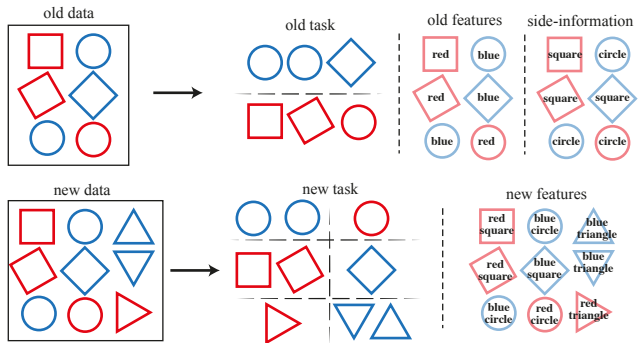 old data
old task
old features
side-information
red
blue
square
circle
red
blue
square
square
blue
red
circle
circle
new data
new task
new features
red
square
blue
circle
blue
triangle
red
square
blue
square
blue
triangle
blue
circle
red
circle
red
triangle